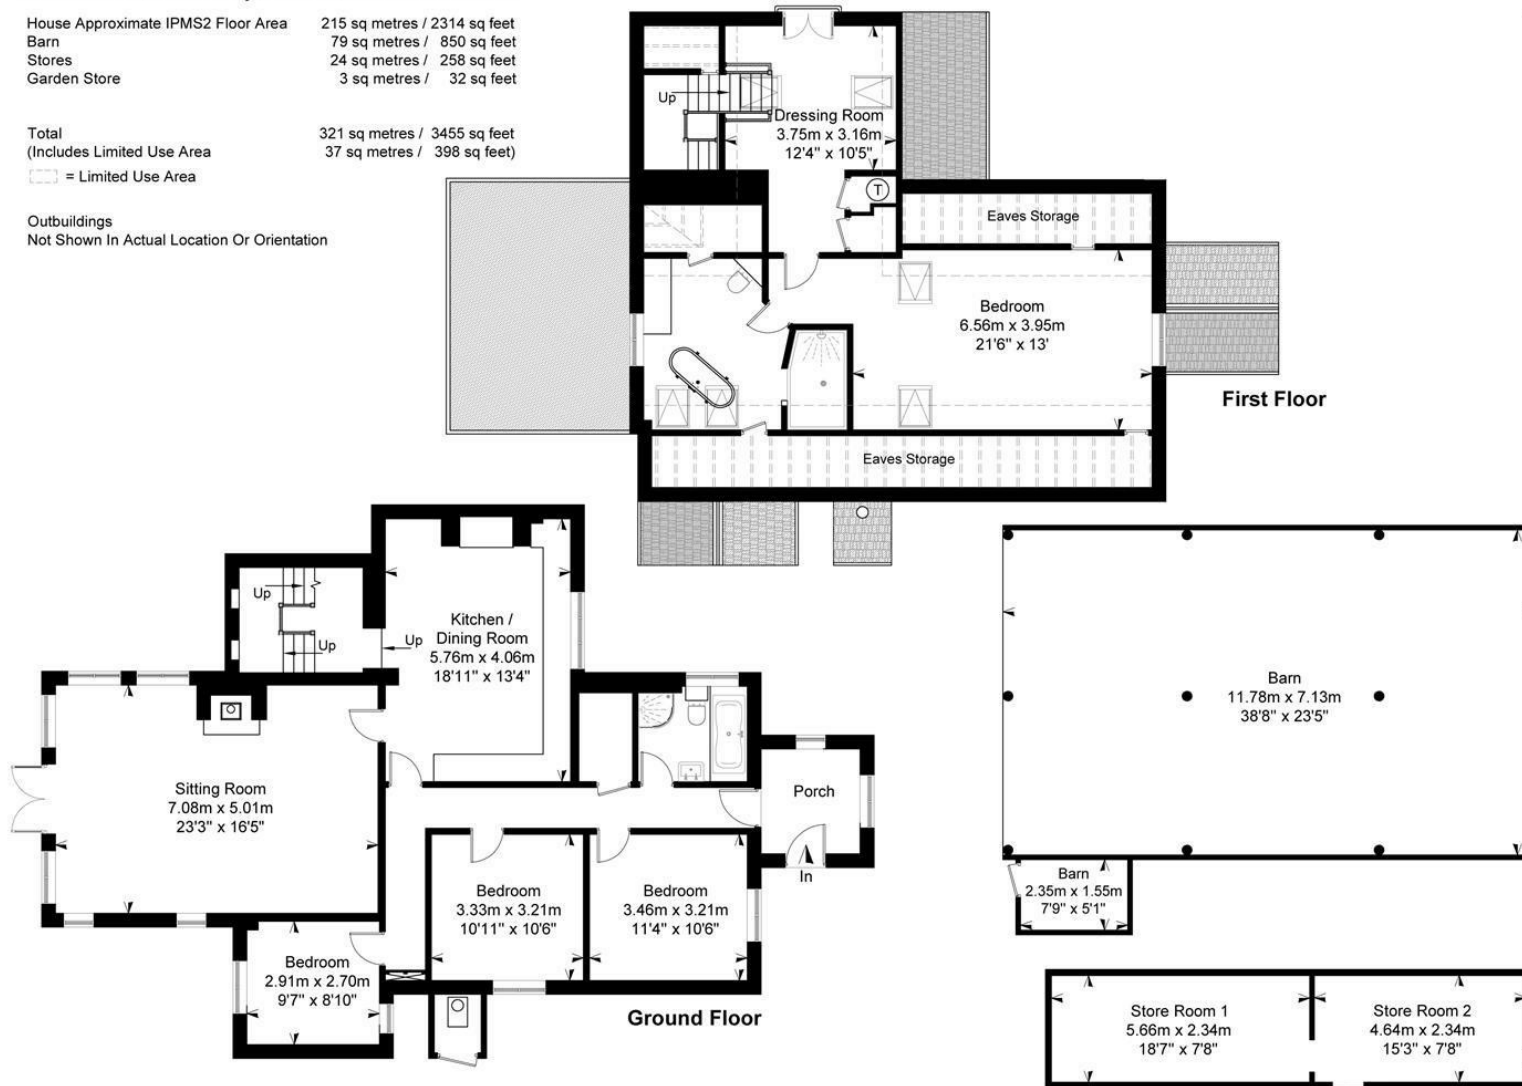 House Approximate IPMS2 Floor Area 215 sq metres / 2314 sq feet
Barn 79 sq metres / 850 sq feet
Stores 24 sq metres / 258 sq feet
Garden Store 3 sq metres / 32 sq feet
Total 321 sq metres / 3455 sq feet
(Includes Limited Use Area 37 sq metres / 398 sq feet)
= Limited Use Area
Outbuildings
Not Shown In Actual Location Or Orientation
Up
Dressing Room
3.75m x 3.16m
12'4" x 10'5"
T
Eaves Storage
Bedroom
6.56m x 3.95m
21'6" x 13'
First Floor
Eaves Storage
Up
Up
Up
Kitchen /
Dining Room
5.76m x 4.06m
18'11" x 13'4"
Sitting Room
7.08m x 5.01m
23'3" x 16'5"
Porch
In
Bedroom
3.33m x 3.21m
10'11" x 10'6"
Bedroom
3.46m x 3.21m
11'4" x 10'6"
Bedroom
2.91m x 2.70m
9'7" x 8'10"
Ground Floor
Barn
11.78m x 7.13m
38'8" x 23'5"
Barn
2.35m x 1.55m
7'9" x 5'1"
Store Room 1
5.66m x 2.34m
18'7" x 7'8"
Store Room 2
4.64m x 2.34m
15'3" x 7'8"